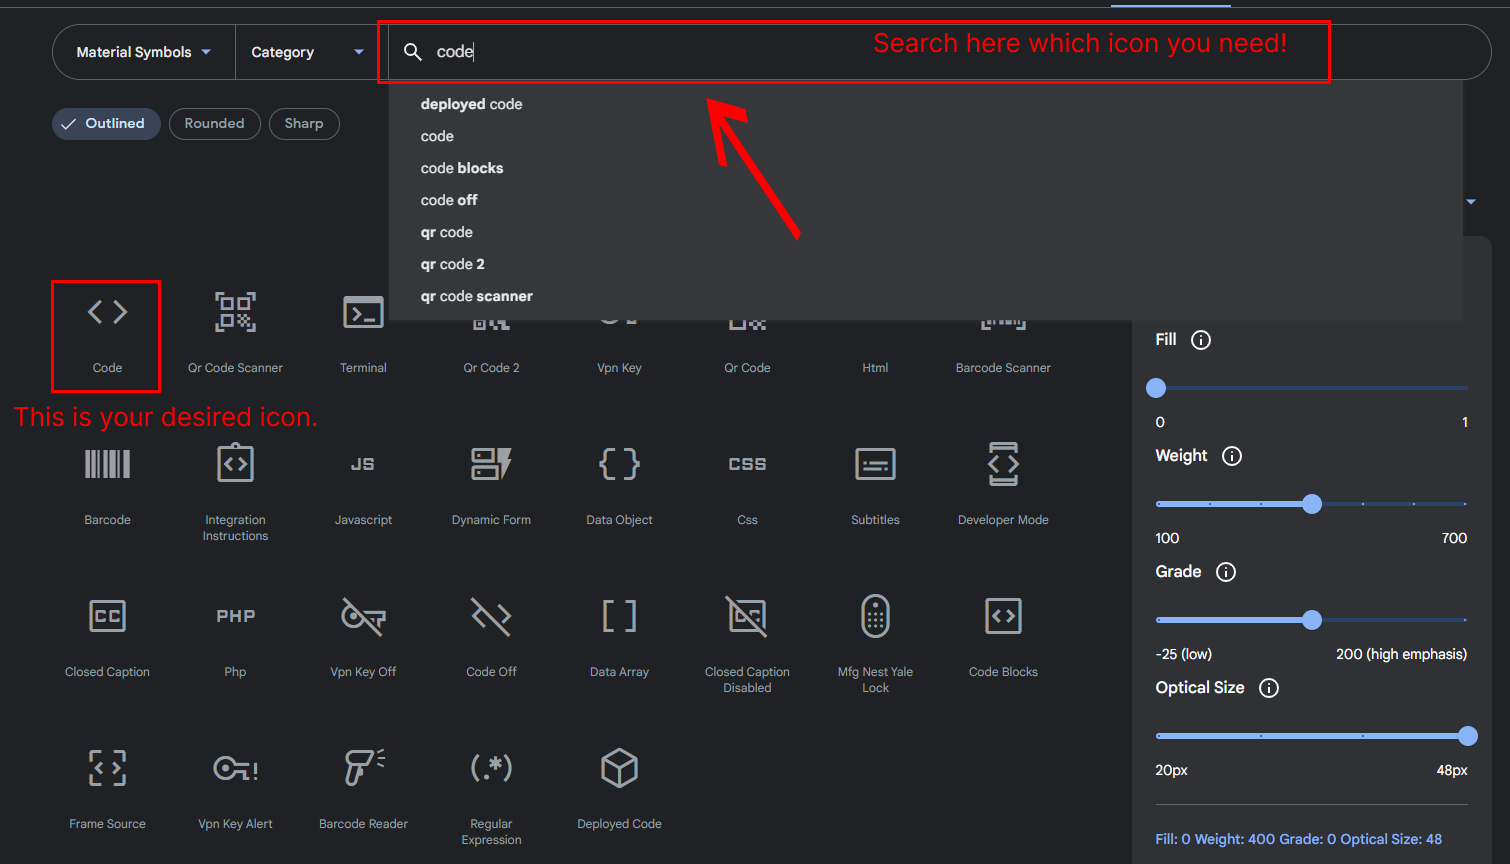 Material Symbols
Category
code
Search here which icon you need!
deployed code
code
code blocks
code off
qr code
qr code 2
qr code scanner
Outlined
Rounded
Sharp
Code
Qr Code Scanner
Terminal
Qr Code 2
Vpn Key
Qr Code
Html
Barcode Scanner
This is your desired icon.
JS
CSS
Barcode
Integration
Instructions
Javascript
Dynamic Form
Data Object
Css
Subtitles
Developer Mode
CC
PHP
Closed Caption
Php
Vpn Key Off
Code Off
Data Array
Closed Caption
Disabled
Mfg Nest Yale
Lock
Code Blocks
Frame Source
Vpn Key Alert
Barcode Reader
Regular
Expression
Deployed Code
Fill
0
1
Weight
100
700
Grade
-25 (low)
200 (high emphasis)
Optical Size
20px
48px
Fill: 0 Weight: 400 Grade: 0 Optical Size: 48